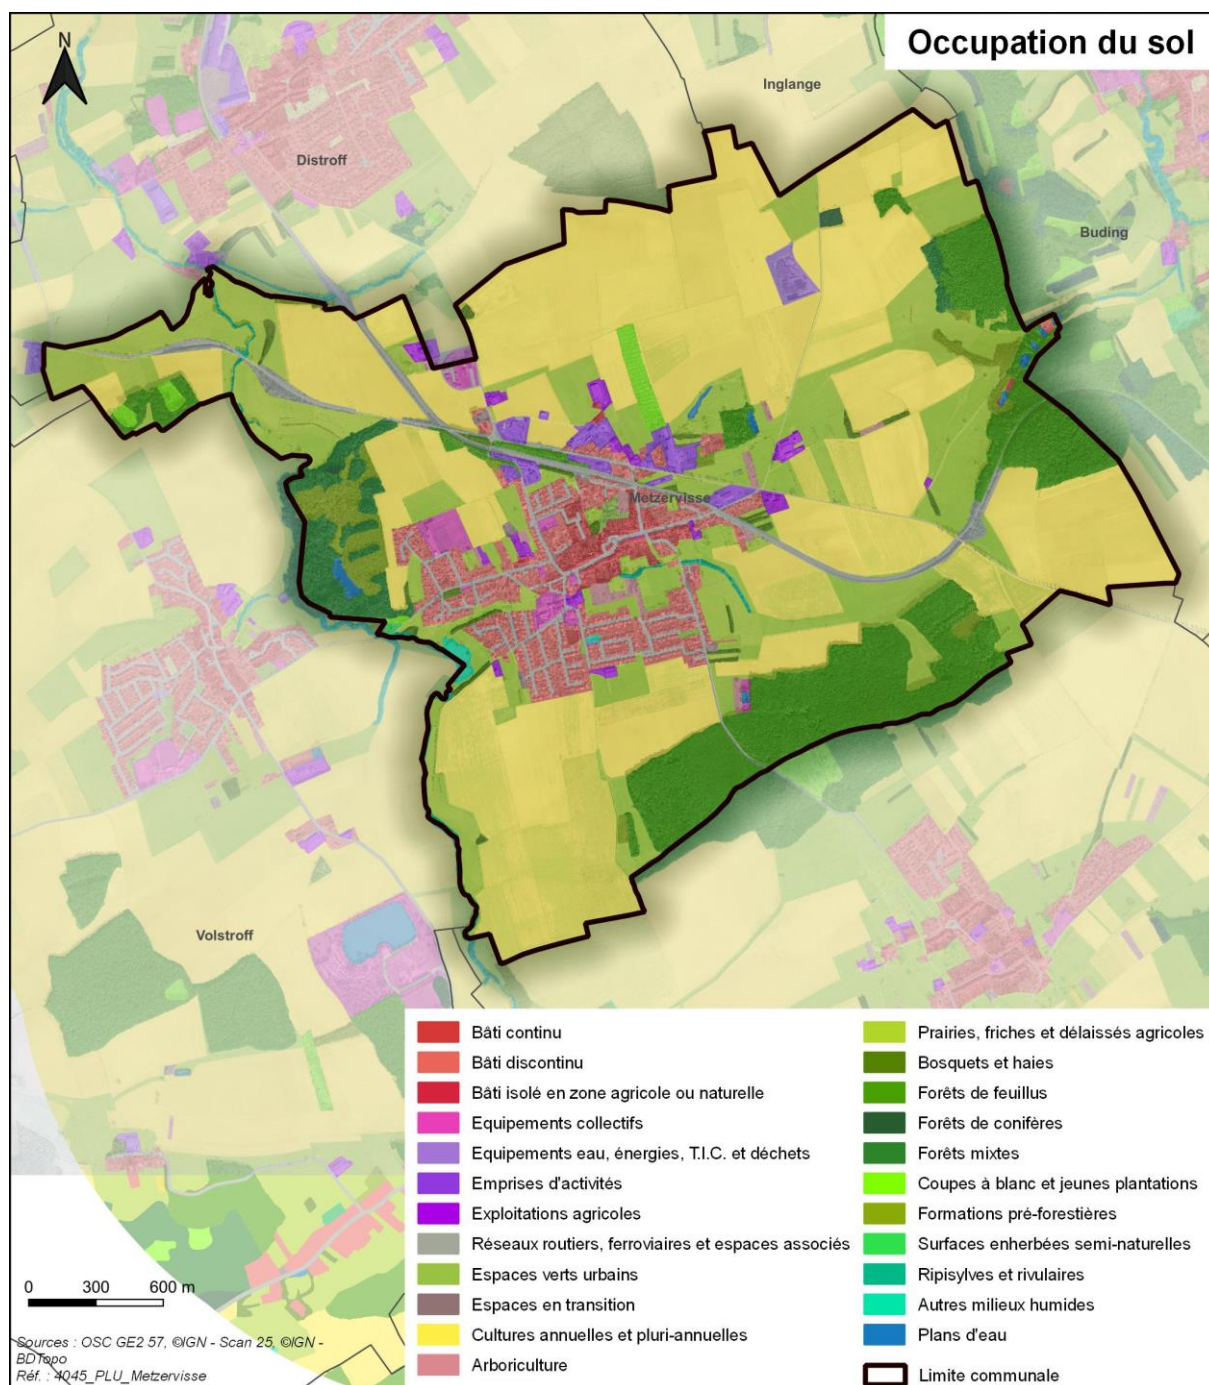 Occupation du sol
N
Inglange
Distroff
Buding
Metzervisse
Volstroff
Bâti continu
Bâti discontinu
Bâti isolé en zone agricole ou naturelle
Equipements collectifs
Equipements eau, énergies, T.I.C. et déchets
Emprises d'activités
Exploitations agricoles
Réseaux routiers, ferroviaires et espaces associés
Espaces verts urbains
Espaces en transition
Cultures annuelles et pluri-annuelles
Arboriculture
Prairies, friches et délaissés agricoles
Bosquets et haies
Forêts de feuillus
Forêts de conifères
Forêts mixtes
Coupes à blanc et jeunes plantations
Formations pré-forestières
Surfaces enherbées semi-naturelles
Ripisylves et rivulaires
Autres milieux humides
Plans d'eau
Limite communale
0 300 600 m
Sources : OSC GE2 57, ©IGN - Scan 25, ©IGN -
BDTopo
Réf. : 4045_PLU_Metzervisse